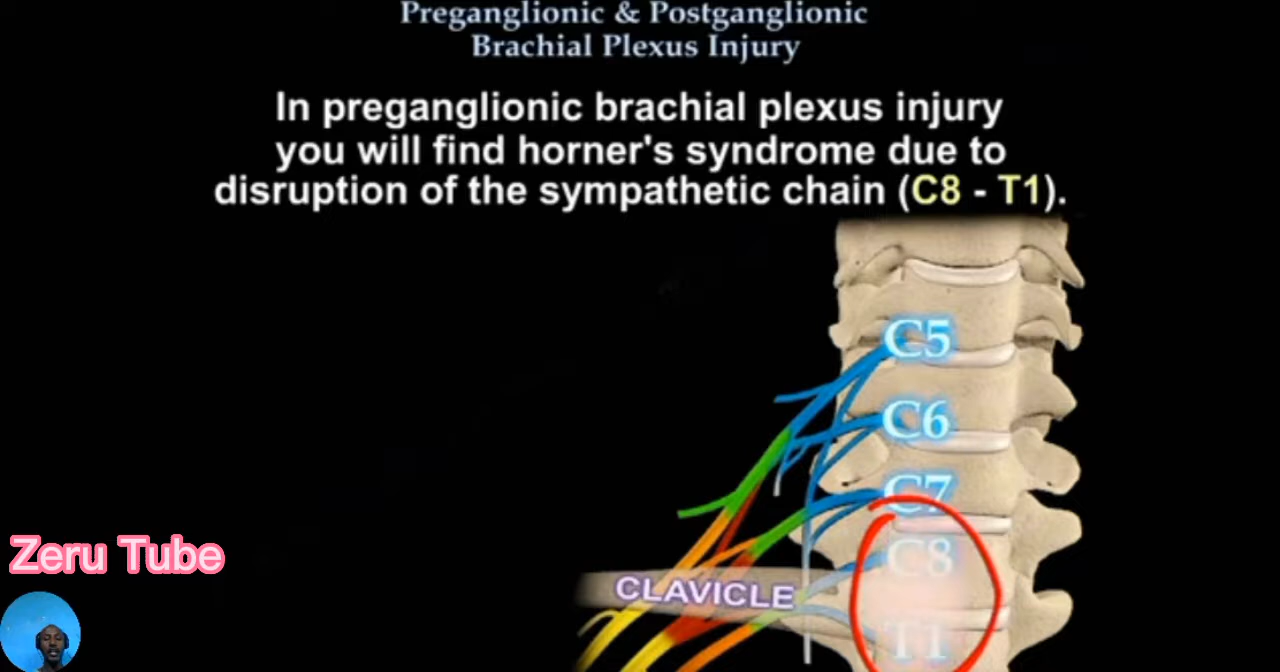 Preganglionic & Postganglionic
Brachial Plexus Injury
In preganglionic brachial plexus injury
you will find horner's syndrome due to
disruption of the sympathetic chain (C8 - T1).
C5
C6
C7
C8
T1
CLAVICLE
Zeru Tube